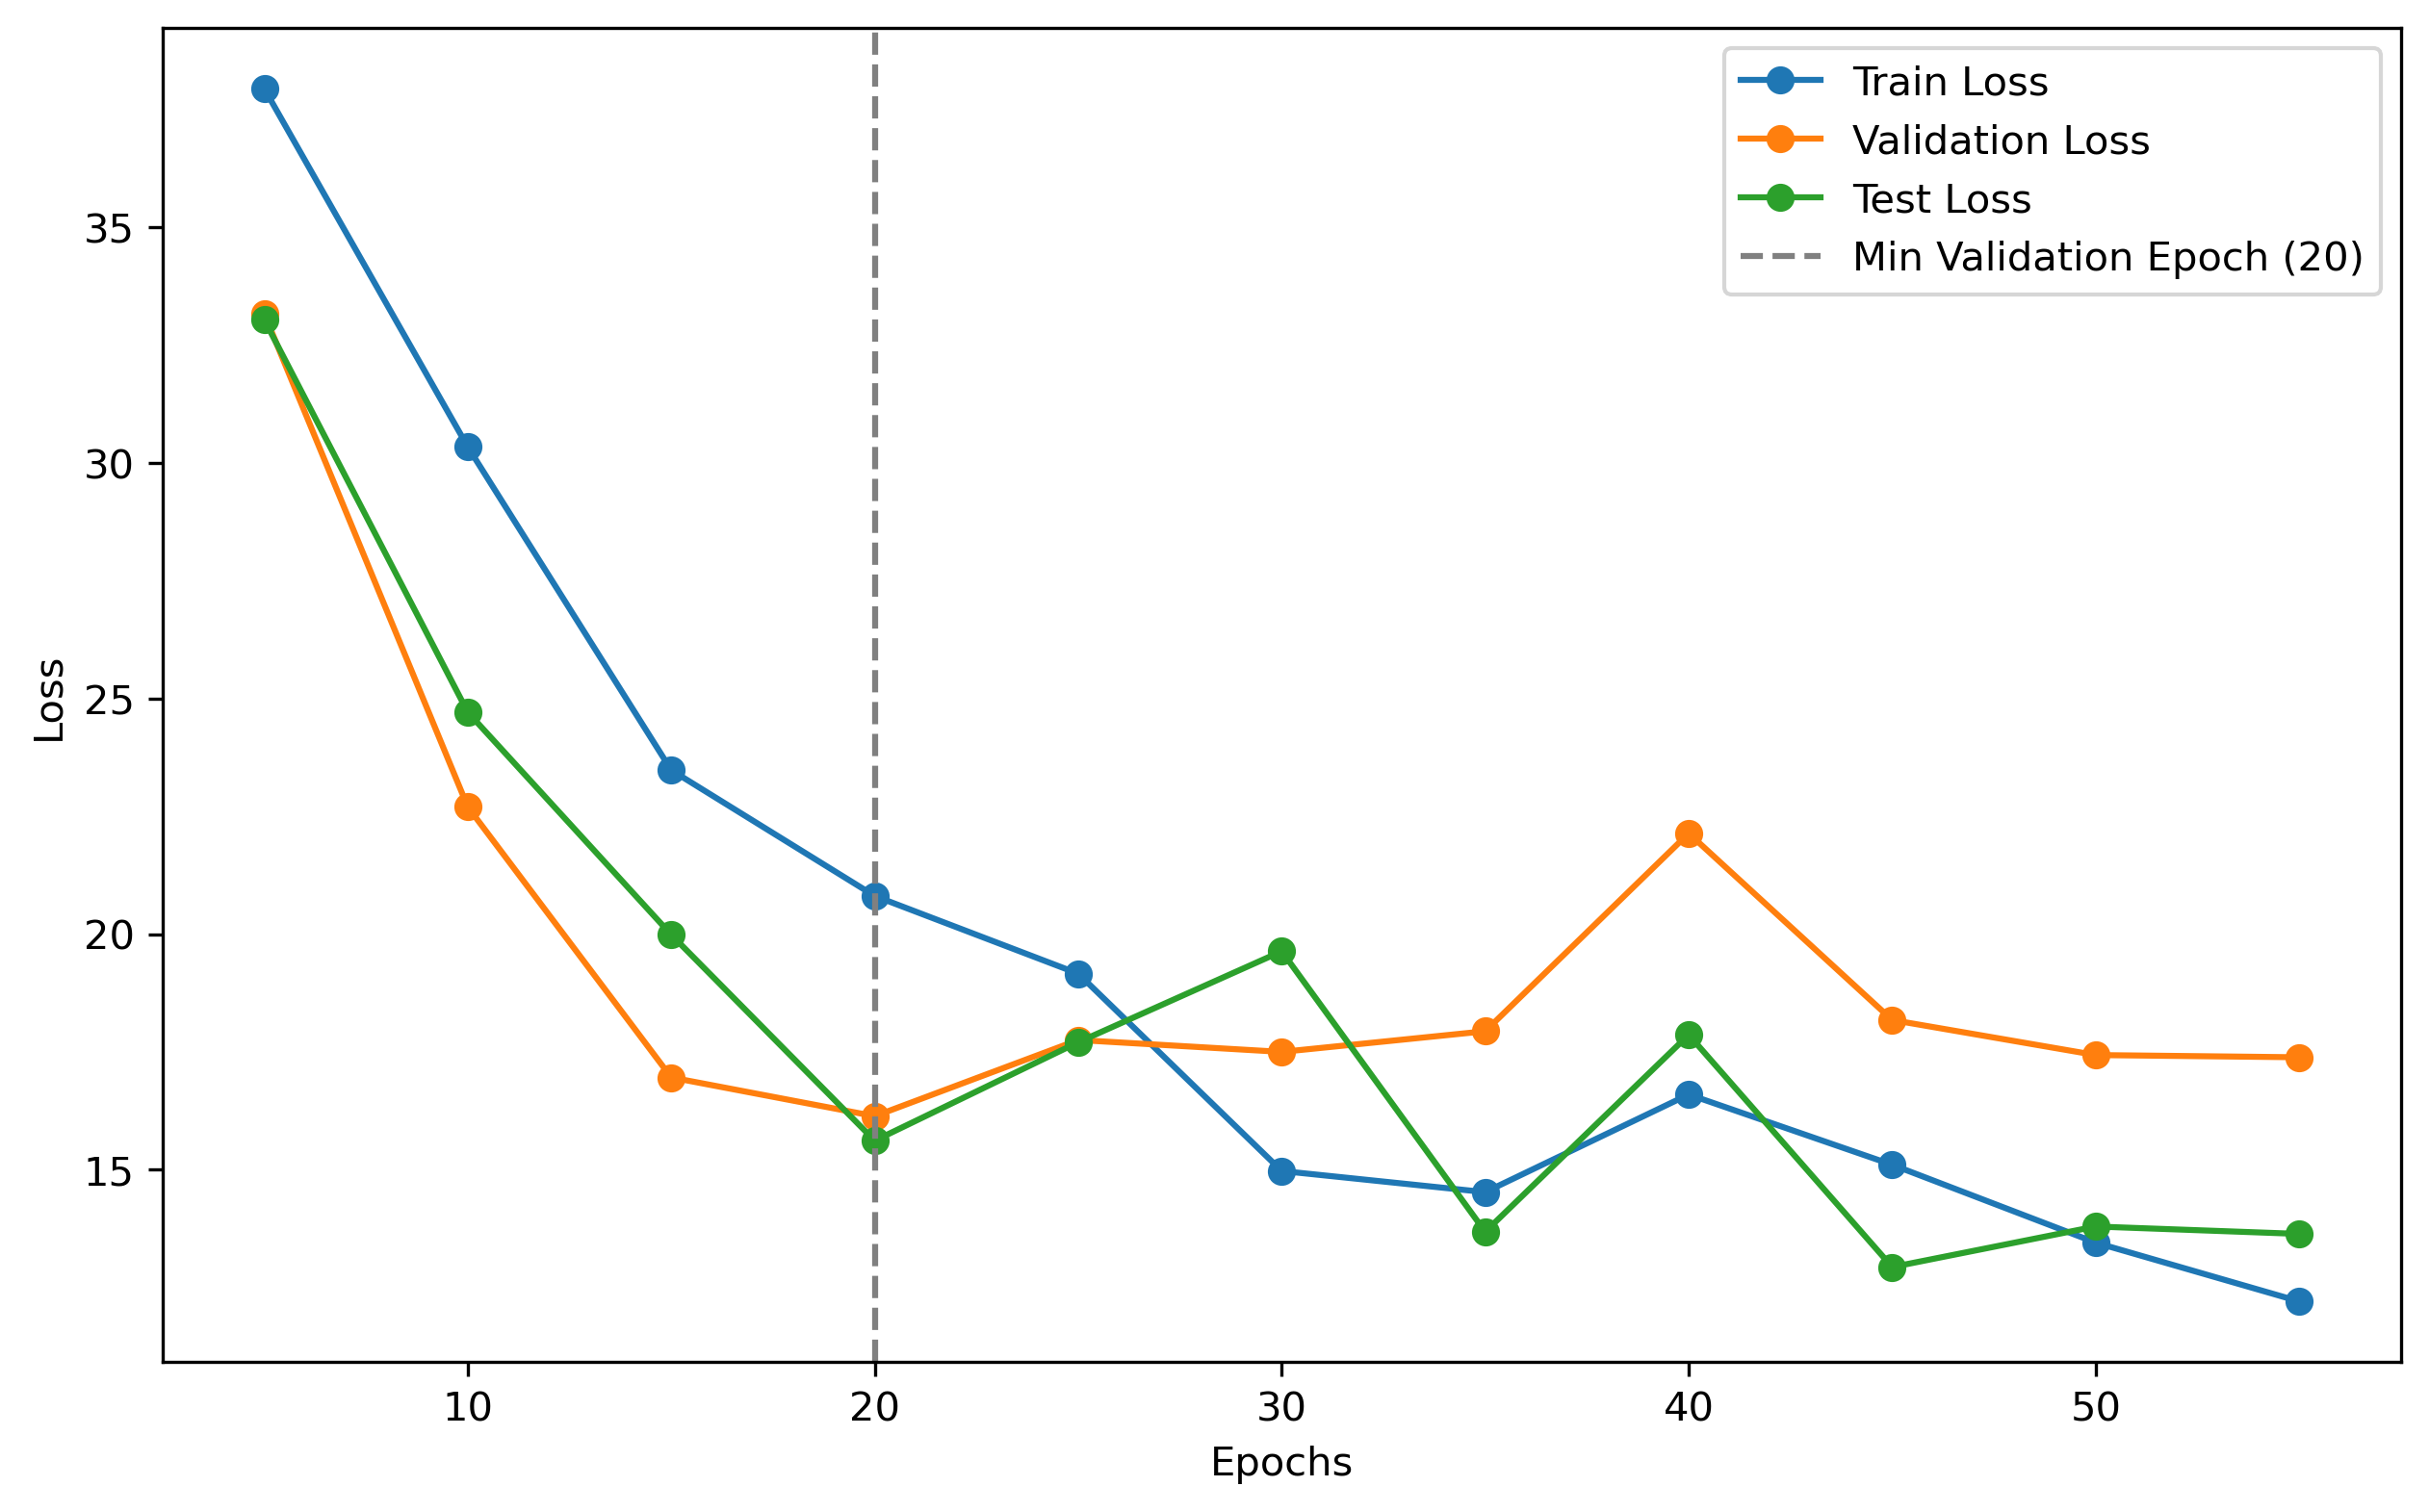 Train Loss
Validation Loss
Test Loss
Min Validation Epoch (20)
Loss
35
30
25
20
15
10 20 30 40 50
Epochs